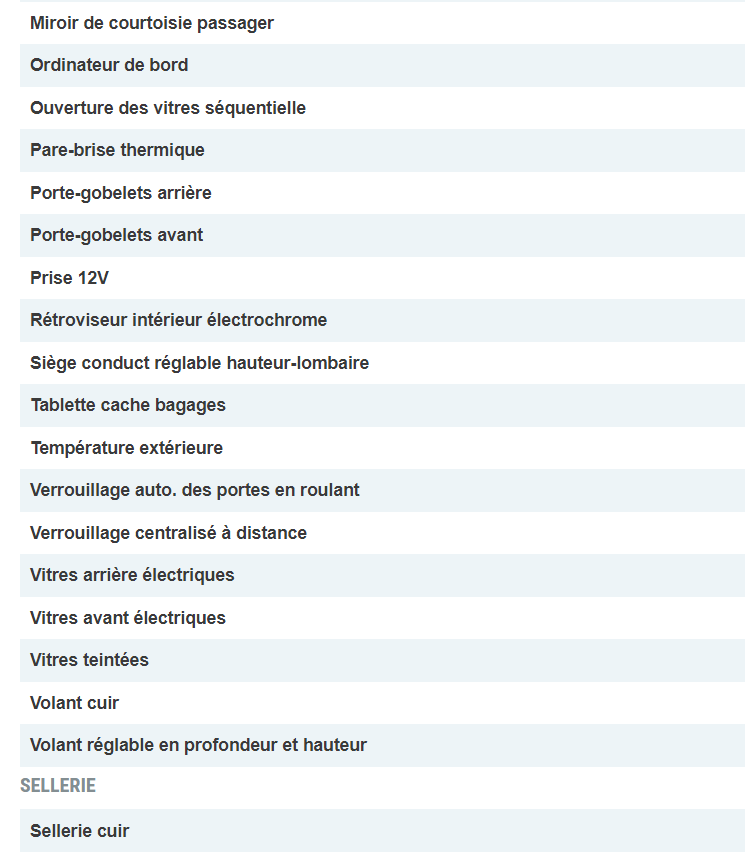 Miroir de courtoisie passager
Ordinateur de bord
Ouverture des vitres séquentielle
Pare-brise thermique
Porte-gobelets arrière
Porte-gobelets avant
Prise 12V
Rétroviseur intérieur électrochrome
Siège conduct réglable hauteur-lombaire
Tablette cache bagages
Température extérieure
Verrouillage auto. des portes en roulant
Verrouillage centralisé à distance
Vitres arrière électriques
Vitres avant électriques
Vitres teintées
Volant cuir
Volant réglable en profondeur et hauteur
SELLERIE
Sellerie cuir